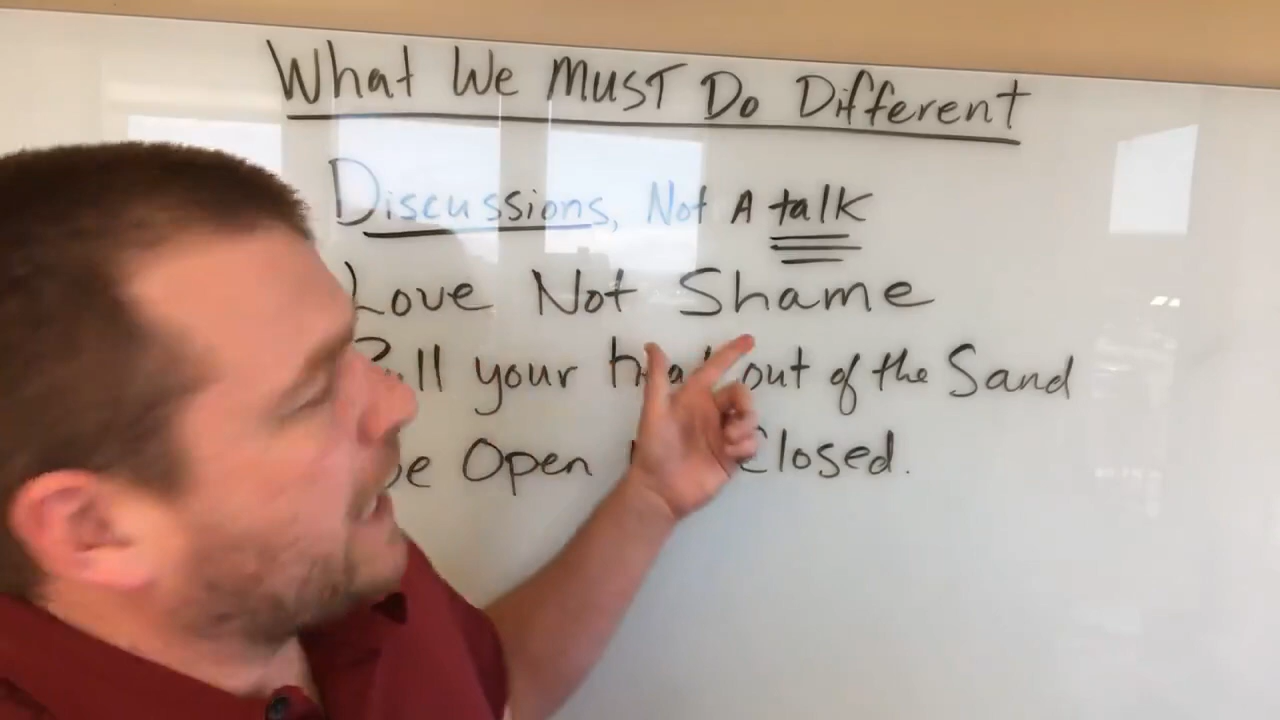 What We MUST Do Different
Discussions, Not A talk
Love Not Shame
Pull your head out of the Sand
Be Open Closed.